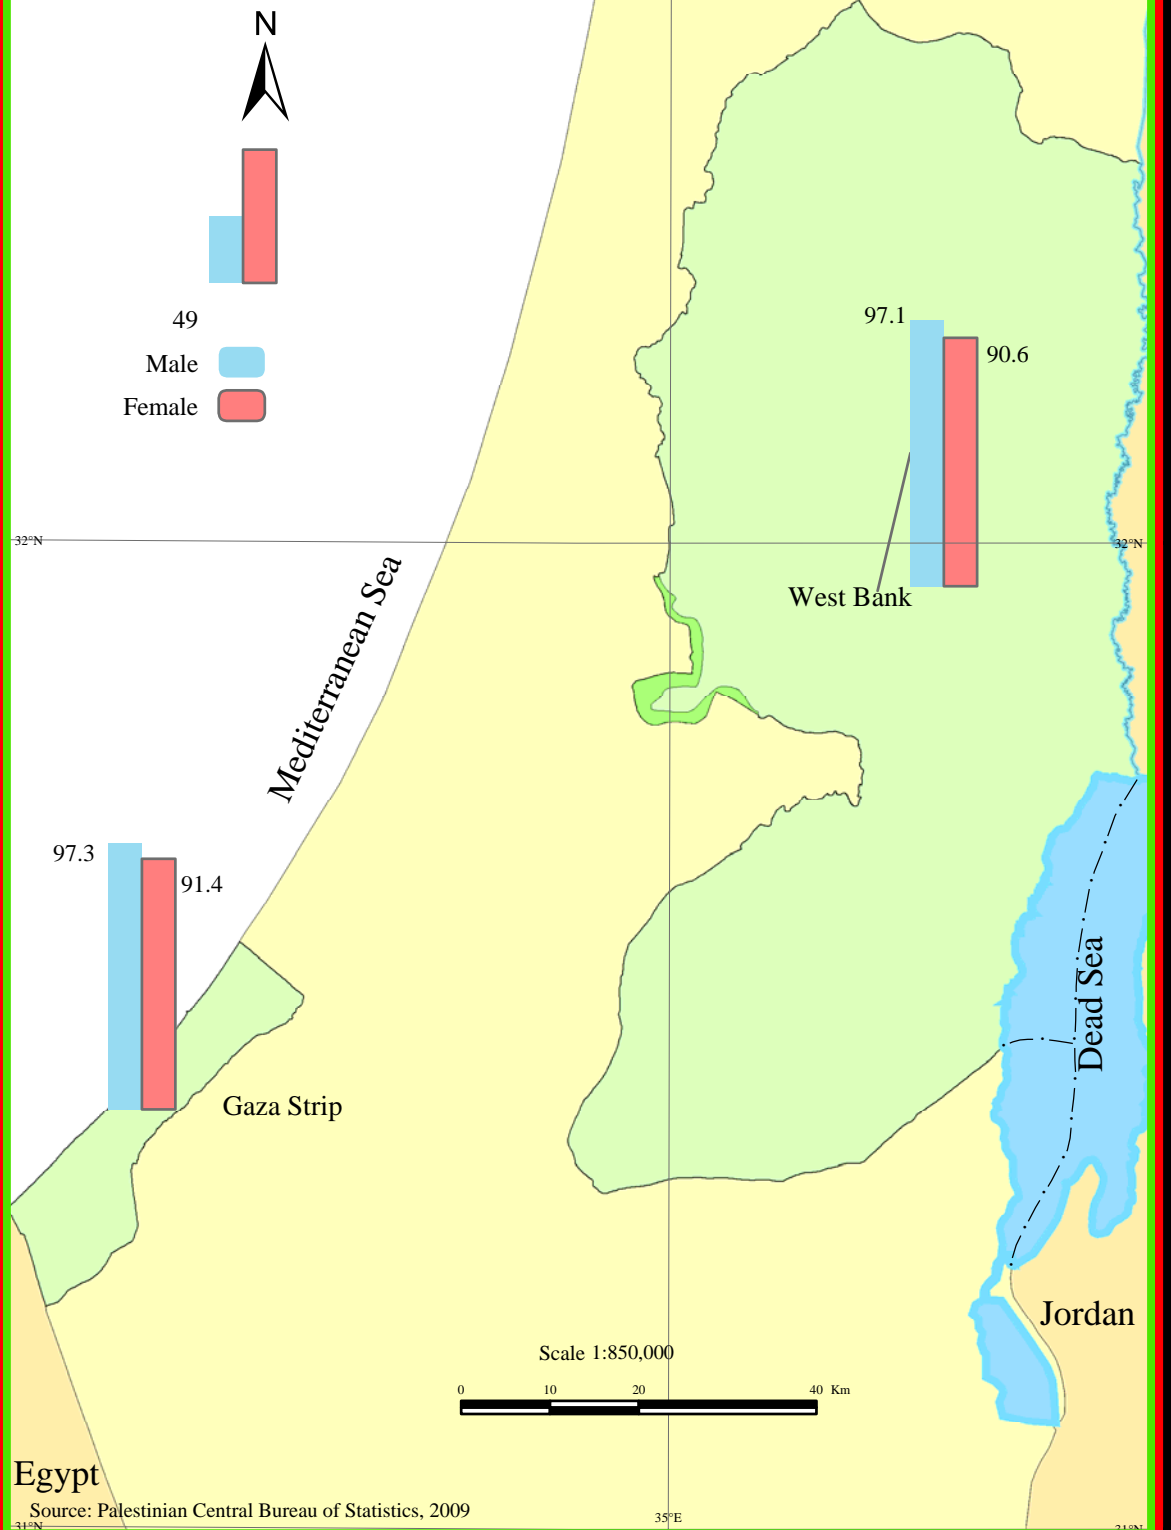 N
49
Male
Female
97.1
90.6
32°N
32°N
West Bank
Mediterranean Sea
97.3
91.4
Dead Sea
Gaza Strip
Jordan
Scale 1:850,000
0 10 20 40 Km
Egypt
Source: Palestinian Central Bureau of Statistics, 2009
31°N
35°E
31°N